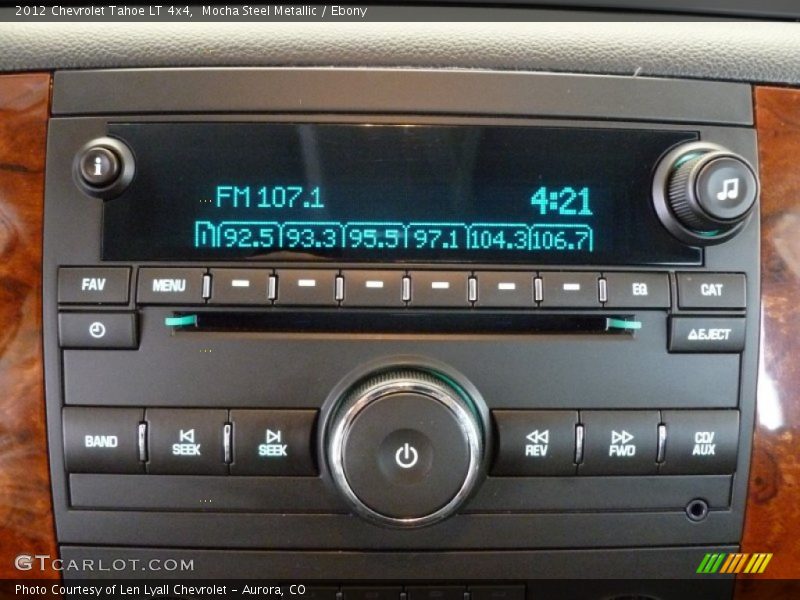 2012 Chevrolet Tahoe LT 4x4, Mocha Steel Metallic / Ebony
i
FM 107.1 4:21
92.5 93.3 95.5 97.1 104.3 106.7
FAV MENU EQ CAT
EJECT
BAND SEEK SEEK REV FWD CD/AUX
GTCARLOT.COM
Photo Courtesy of Len Lyall Chevrolet - Aurora, CO